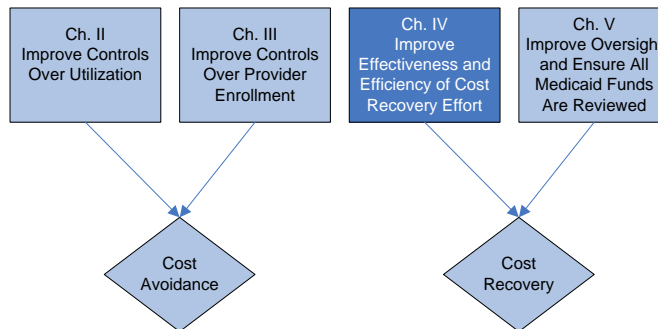 Ch. II
Improve Controls
Over Utilization
Ch. III
Improve Controls
Over Provider
Enrollment
Ch. IV
Improve
Effectiveness and
Efficiency of Cost
Recovery Effort
Ch. V
Improve Oversight
and Ensure All
Medicaid Funds
Are Reviewed
Cost
Avoidance
Cost
Recovery